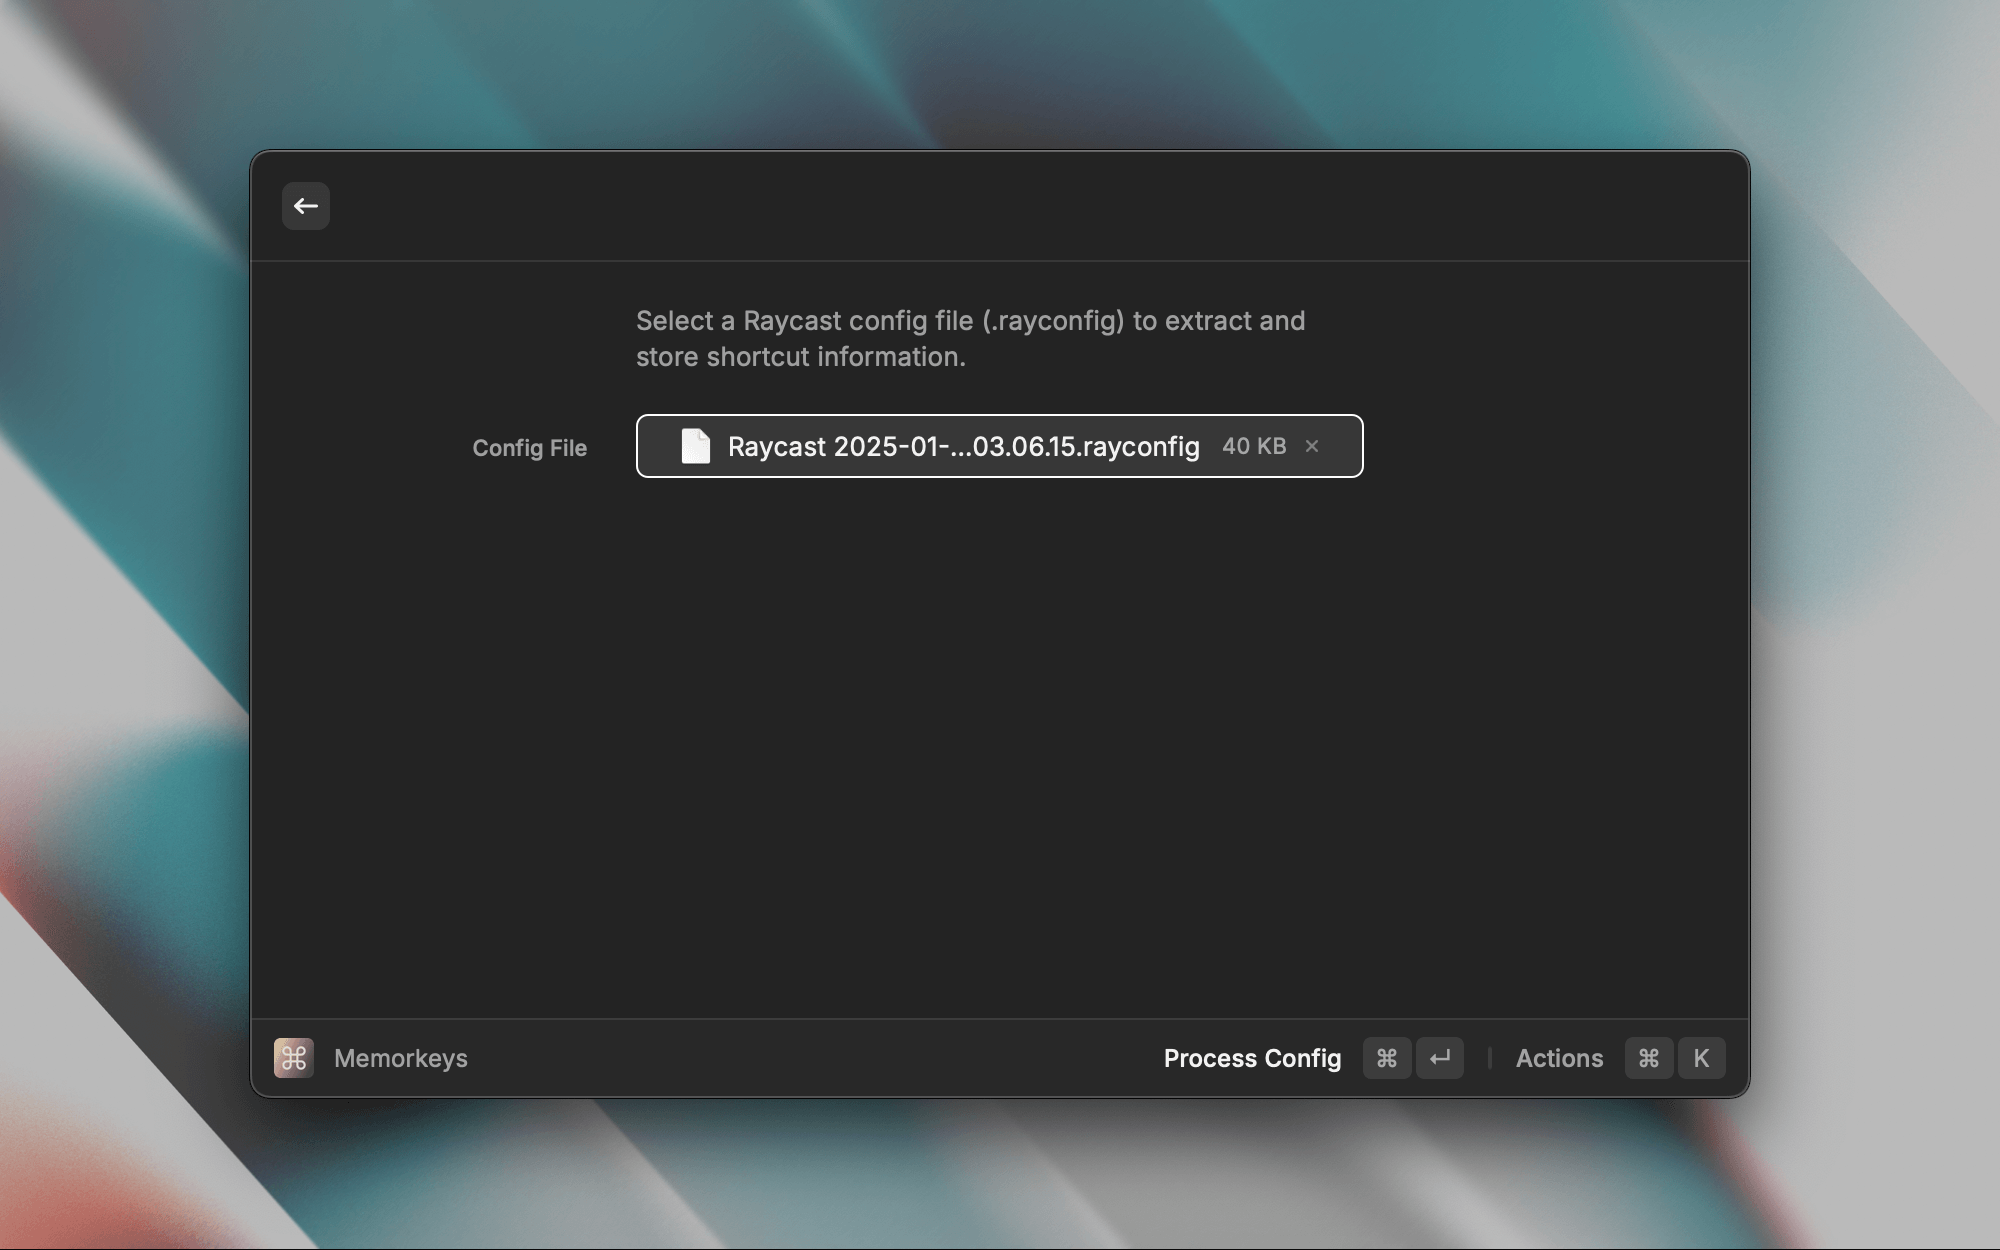 Select a Raycast config file (.rayconfig) to extract and
store shortcut information.
Config File
Raycast 2025-01-...03.06.15.rayconfig 40 KB ×
Memorkeys
Process Config ⌘ ↵ | Actions ⌘ K